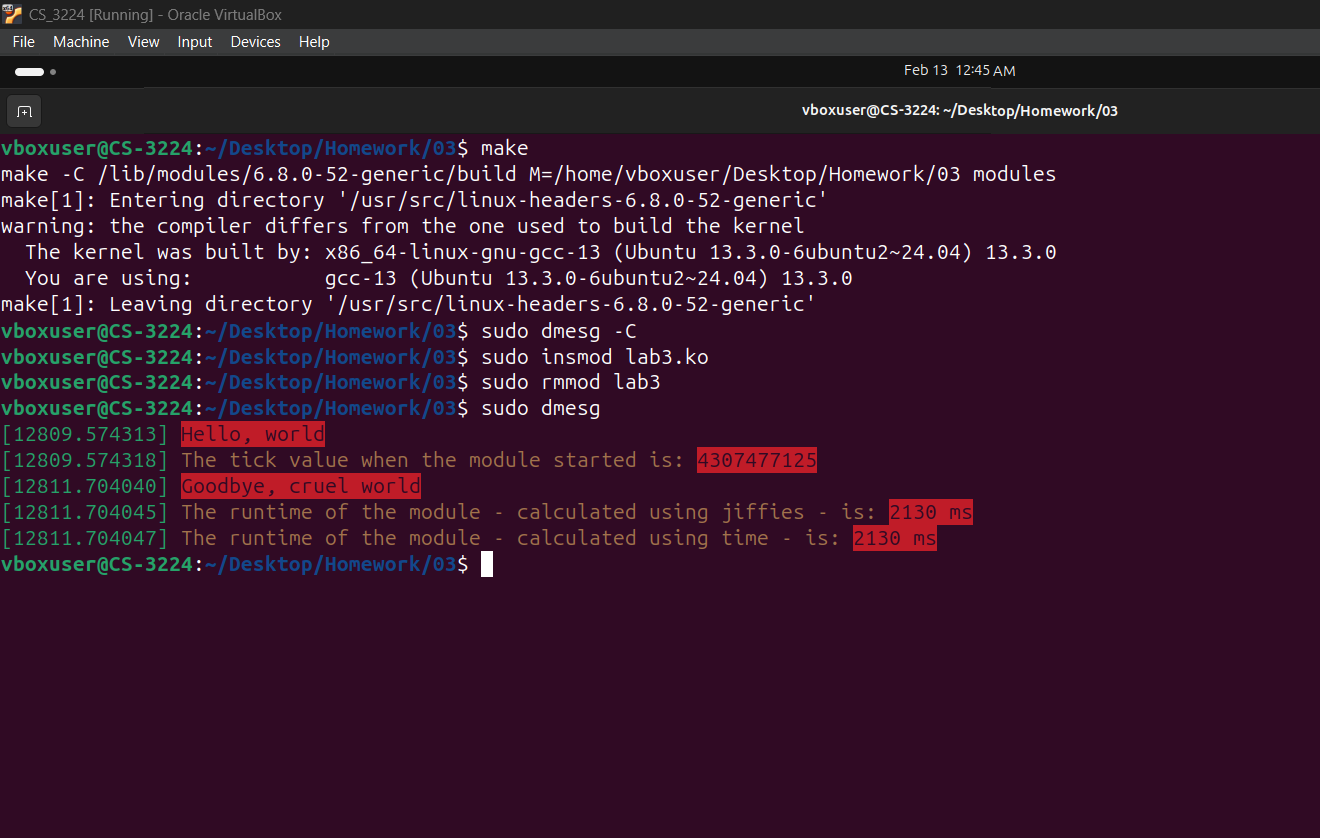 CS_3224 [Running] - Oracle VirtualBox
File Machine View Input Devices Help
Feb 13 12:45 AM
vboxuser@CS-3224: ~/Desktop/Homework/03
vboxuser@CS-3224:~/Desktop/Homework/03$ make
make -C /lib/modules/6.8.0-52-generic/build M=/home/vboxuser/Desktop/Homework/03 modules
make[1]: Entering directory '/usr/src/linux-headers-6.8.0-52-generic'
warning: the compiler differs from the one used to build the kernel
  The kernel was built by: x86_64-linux-gnu-gcc-13 (Ubuntu 13.3.0-6ubuntu2~24.04) 13.3.0
  You are using:           gcc-13 (Ubuntu 13.3.0-6ubuntu2~24.04) 13.3.0
make[1]: Leaving directory '/usr/src/linux-headers-6.8.0-52-generic'
vboxuser@CS-3224:~/Desktop/Homework/03$ sudo dmesg -C
vboxuser@CS-3224:~/Desktop/Homework/03$ sudo insmod lab3.ko
vboxuser@CS-3224:~/Desktop/Homework/03$ sudo rmmod lab3
vboxuser@CS-3224:~/Desktop/Homework/03$ sudo dmesg
[12809.574313] Hello, world
[12809.574318] The tick value when the module started is: 4307477125
[12811.704040] Goodbye, cruel world
[12811.704045] The runtime of the module - calculated using jiffies - is: 2130 ms
[12811.704047] The runtime of the module - calculated using time - is: 2130 ms
vboxuser@CS-3224:~/Desktop/Homework/03$